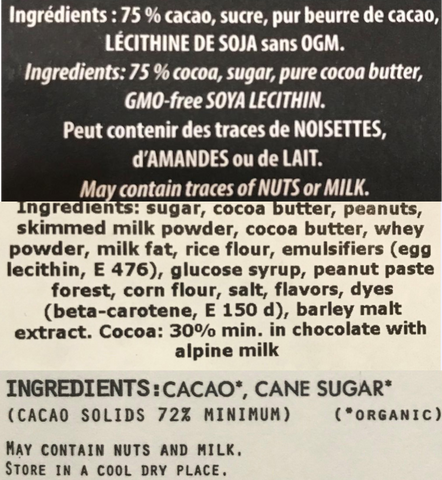 Ingrédients : 75 % cacao, sucre, pur beurre de cacao,
LÉCITHINE DE SOJA sans OGM.
Ingredients: 75 % cocoa, sugar, pure cocoa butter,
GMO-free SOYA LECITHIN.
Peut contenir des traces de NOISETTES,
d'AMANDES ou de LAIT.
May contain traces of NUTS or MILK.
Ingredients: sugar, cocoa butter, peanuts,
skimmed milk powder, cocoa butter, whey
powder, milk fat, rice flour, emulsifiers (egg
lecithin, E 476), glucose syrup, peanut paste
forest, corn flour, salt, flavors, dyes
(beta-carotene, E 150 d), barley malt
extract. Cocoa: 30% min. in chocolate with
alpine milk
INGREDIENTS: CACAO*, CANE SUGAR*
(CACAO SOLIDS 72% MINIMUM) (*ORGANIC)
MAY CONTAIN NUTS AND MILK.
STORE IN A COOL DRY PLACE.